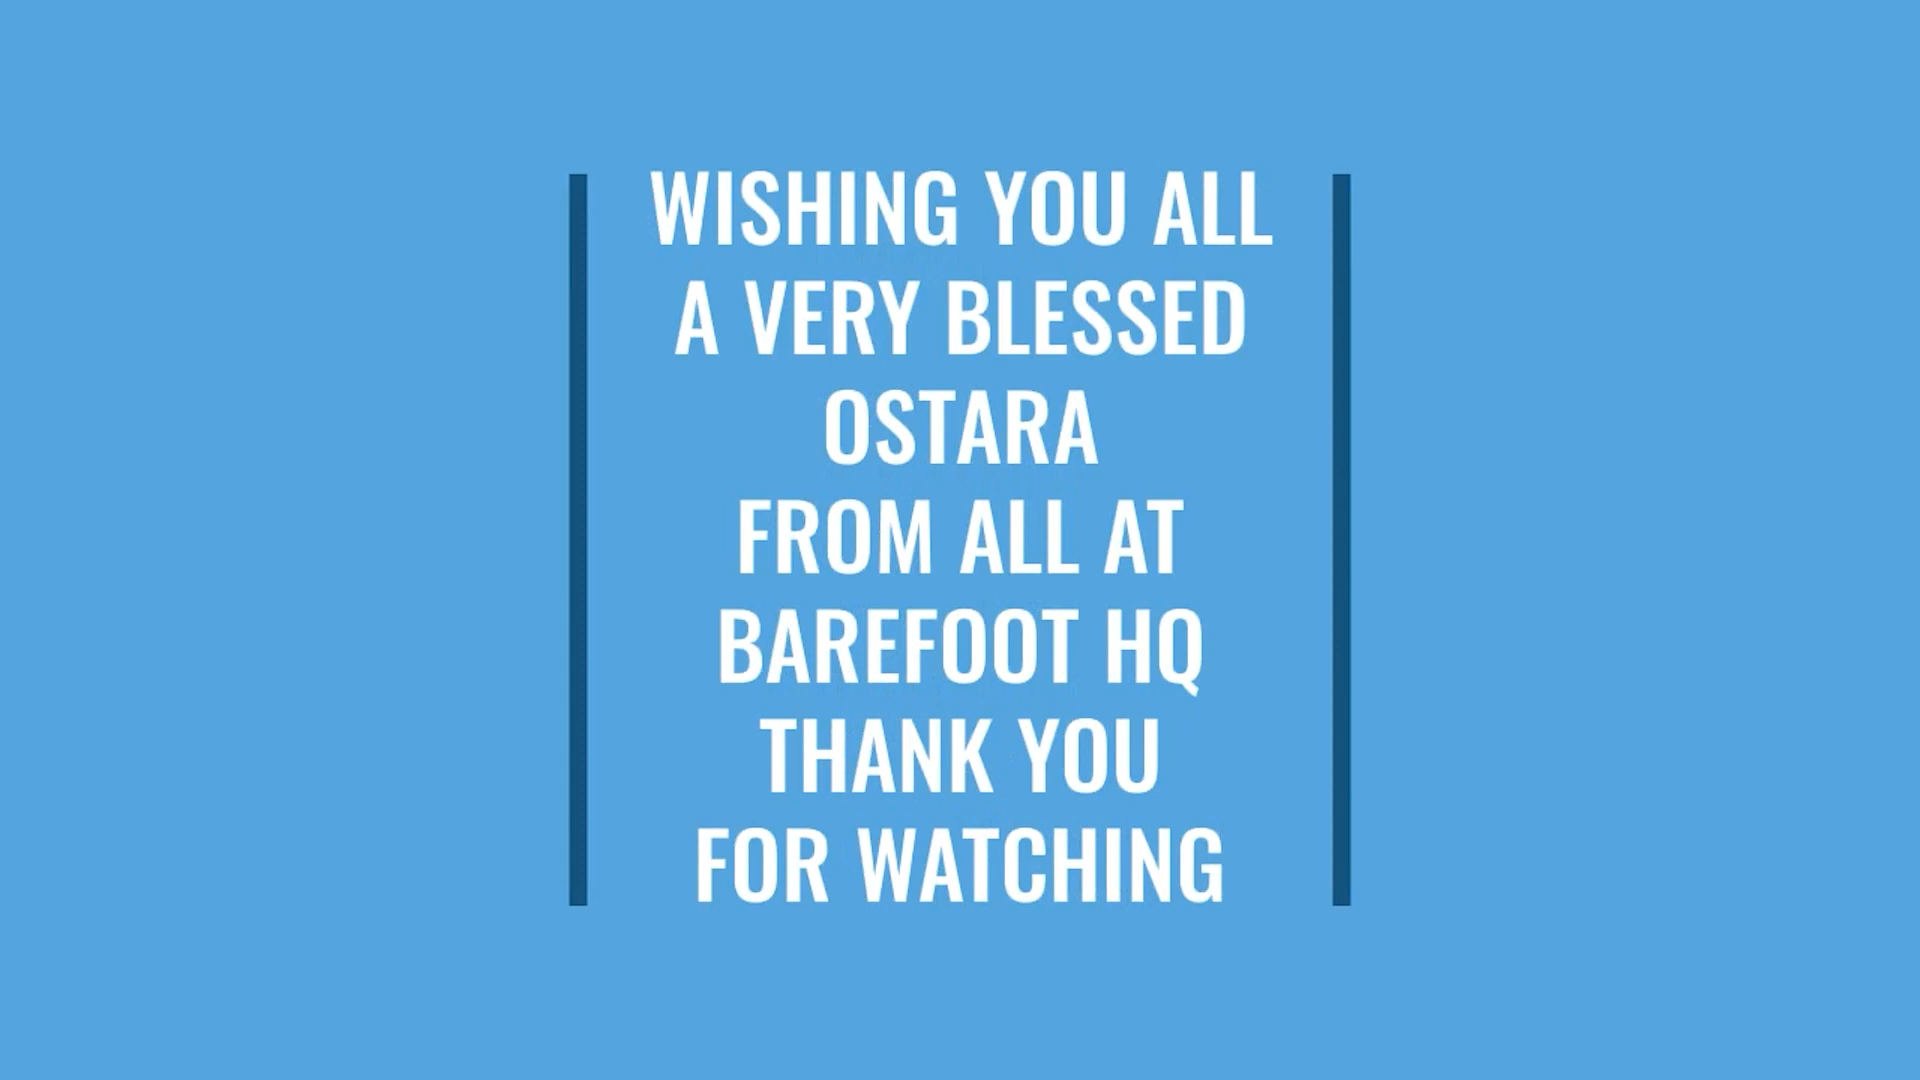 WISHING YOU ALL
A VERY BLESSED
OSTARA
FROM ALL AT
BAREFOOT HQ
THANK YOU
FOR WATCHING